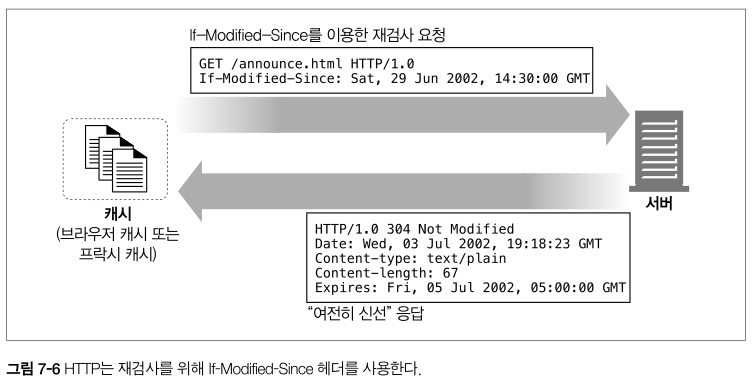 If-Modified-Since를 이용한 재검사 요청
GET /announce.html HTTP/1.0
If-Modified-Since: Sat, 29 Jun 2002, 14:30:00 GMT
캐시
(브라우저 캐시 또는
프락시 캐시)
서버
HTTP/1.0 304 Not Modified
Date: Wed, 03 Jul 2002, 19:18:23 GMT
Content-type: text/plain
Content-length: 67
Expires: Fri, 05 Jul 2002, 05:00:00 GMT
“여전히 신선” 응답
그림 7-6 HTTP는 재검사를 위해 If-Modified-Since 헤더를 사용한다.